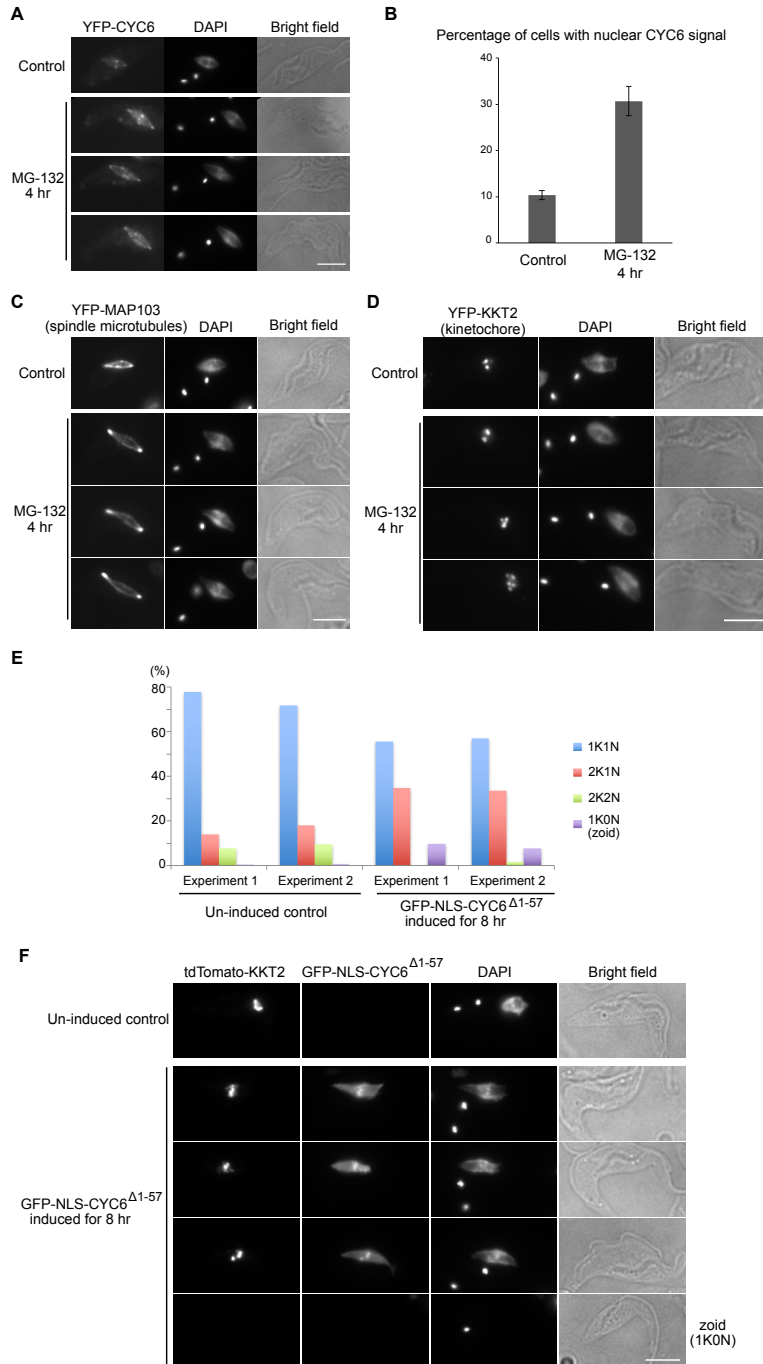 A
YFP-CYC6 DAPI Bright field
Control
MG-132
4 hr
B
Percentage of cells with nuclear CYC6 signal
40
30
20
10
0
Control MG-132
4 hr
C
YFP-MAP103
(spindle microtubules) DAPI Bright field
Control
MG-132
4 hr
D
YFP-KKT2
(kinetochore) DAPI Bright field
Control
MG-132
4 hr
E
(%)
80
60
40
20
0
Experiment 1 Experiment 2 Experiment 1 Experiment 2
Un-induced control
GFP-NLS-CYC6Δ1-57
induced for 8 hr
1K1N
2K1N
2K2N
1K0N
(zoid)
F
tdTomato-KKT2 GFP-NLS-CYC6Δ1-57 DAPI Bright field
Un-induced control
GFP-NLS-CYC6Δ1-57
induced for 8 hr
zoid
(1K0N)